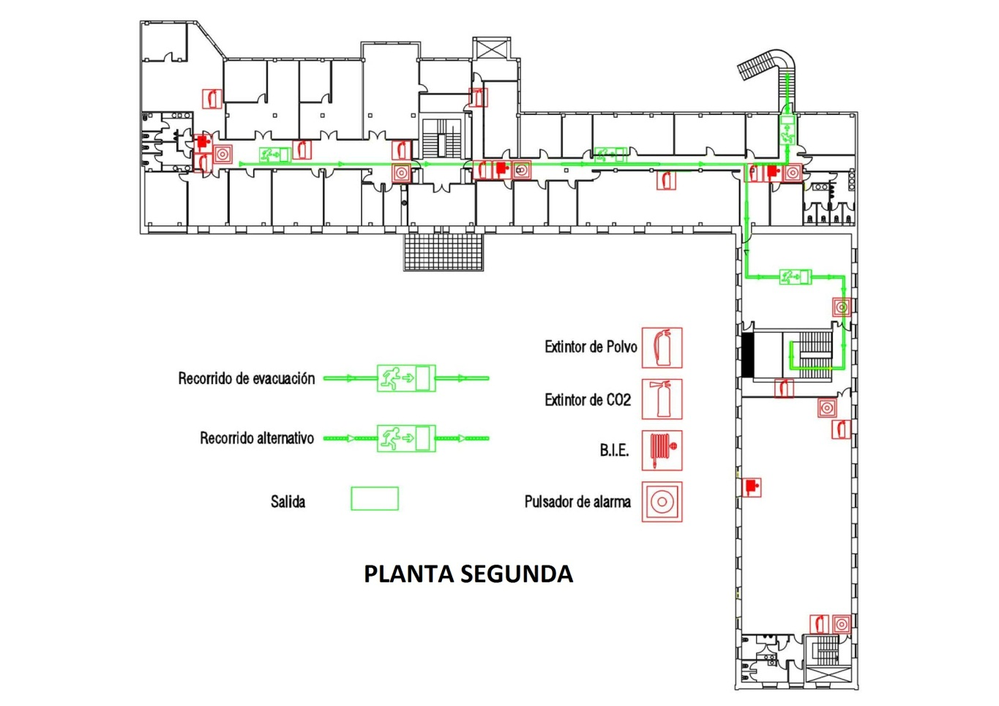 Extintor de Polvo
Recorrido de evacuación
Extintor de CO2
Recorrido alternativo
B.I.E.
Salida
Pulsador de alarma
PLANTA SEGUNDA